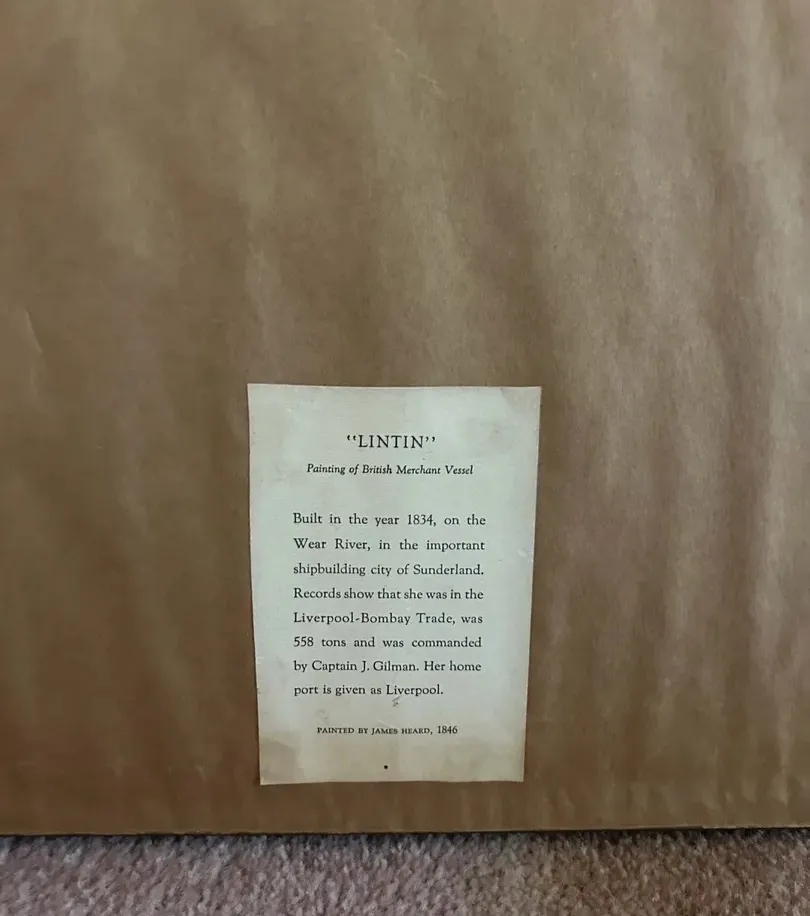 "LINTIN"
Painting of British Merchant Vessel
Built in the year 1834, on the
Wear River, in the important
shipbuilding city of Sunderland.
Records show that she was in the
Liverpool-Bombay Trade, was
558 tons and was commanded
by Captain J. Gilman. Her home
port is given as Liverpool.
PAINTED BY JAMES HEARD, 1846